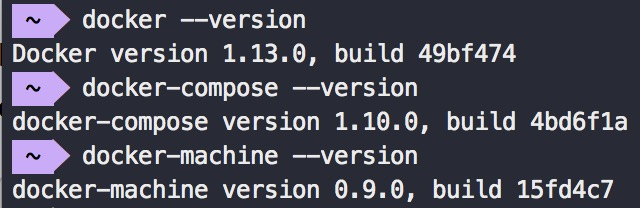 ~ docker --version
Docker version 1.13.0, build 49bf474
~ docker-compose --version
docker-compose version 1.10.0, build 4bd6f1a
~ docker-machine --version
docker-machine version 0.9.0, build 15fd4c7